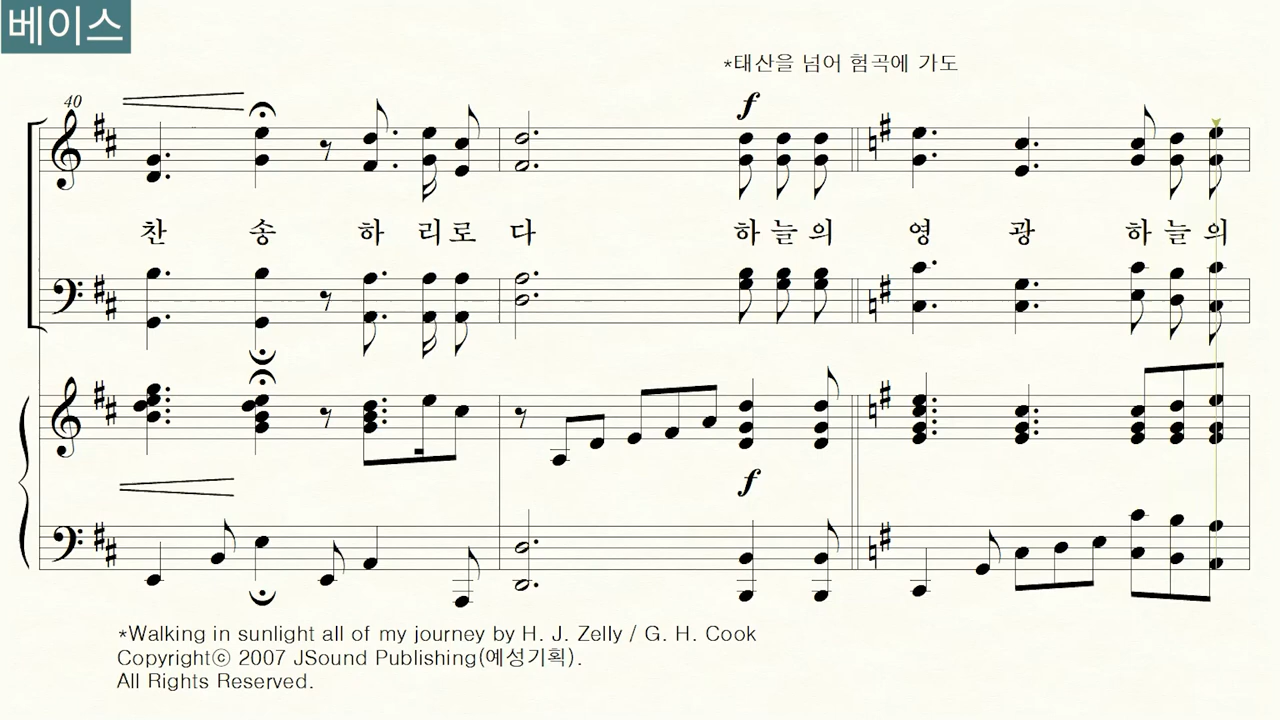 베이스
*태산을 넘어 험곡에 가도
f
40
찬 송 하 리 로 다 하 늘 의 영 광 하 늘 의
f
*Walking in sunlight all of my journey by H. J. Zelly / G. H. Cook
Copyrightⓒ 2007 JSound Publishing(예성기획).
All Rights Reserved.